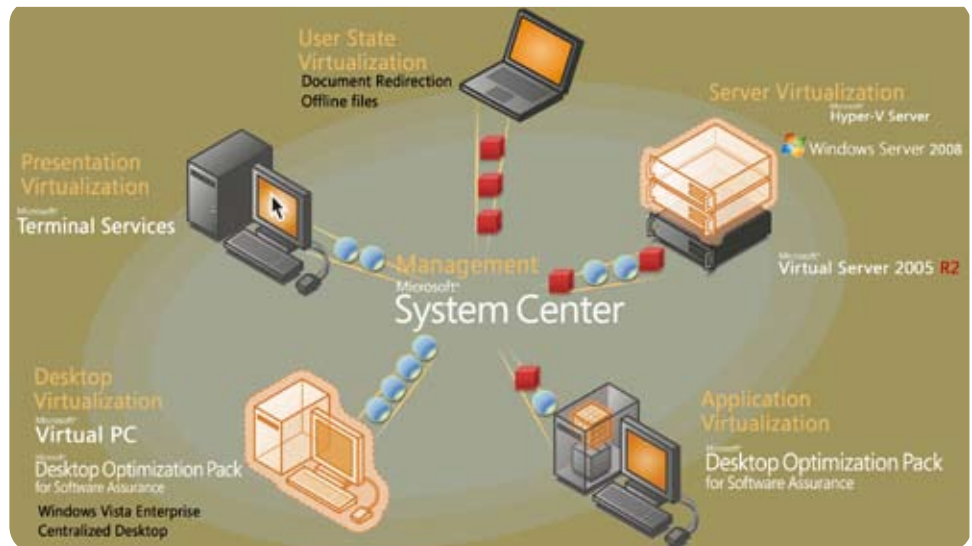 User State
Virtualization
Document Redirection
Offline files
Server Virtualization
Microsoft
Hyper-V Server
Windows Server 2008
Microsoft
Virtual Server 2005 R2
Presentation
Virtualization
Microsoft
Terminal Services
Management
Microsoft
System Center
Desktop
Virtualization
Microsoft
Virtual PC
Microsoft
Desktop Optimization Pack
for Software Assurance
Windows Vista Enterprise
Centralized Desktop
Application
Virtualization
Microsoft
Desktop Optimization Pack
for Software Assurance